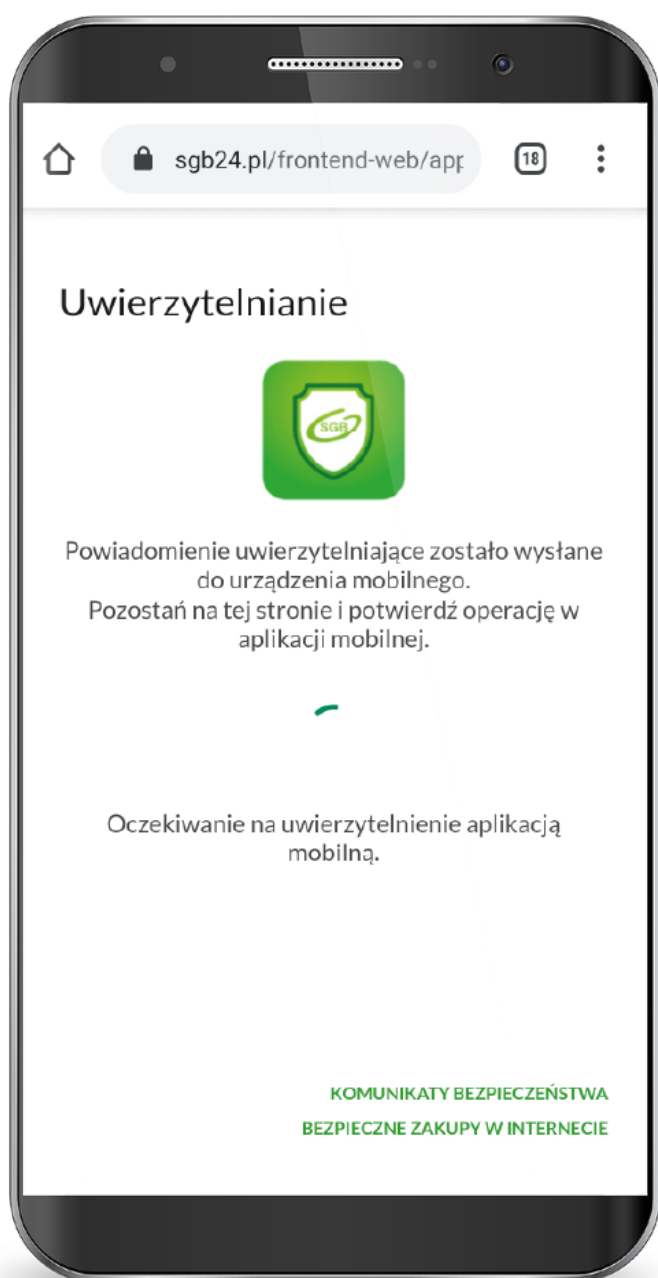 sgb24.pl/frontend-web/app
18
Uwierzytelnianie
SGB
Powiadomienie uwierzytelniające zostało wysłane
do urządzenia mobilnego.
Pozostań na tej stronie i potwierdź operację w
aplikacji mobilnej.
Oczekiwanie na uwierzytelnienie aplikacją
mobilną.
KOMUNIKATY BEZPIECZEŃSTWA
BEZPIECZNE ZAKUPY W INTERNECIE